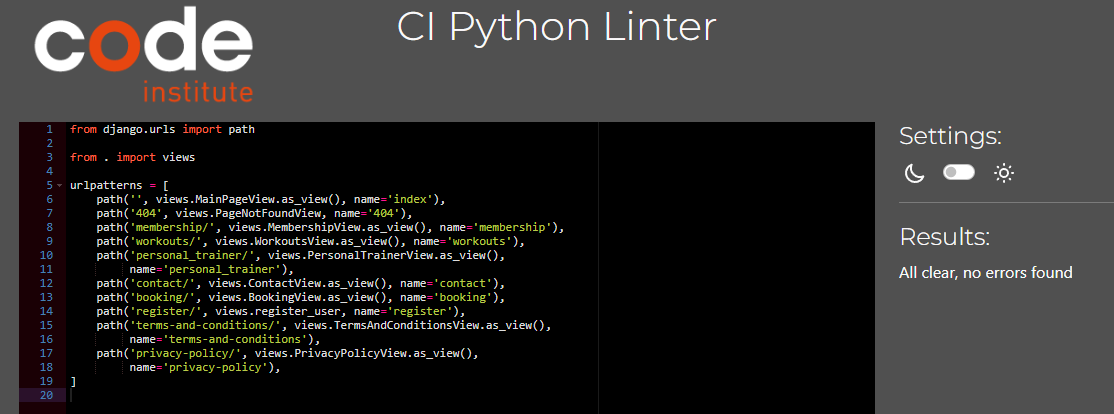 code
institute
CI Python Linter
1 from django.urls import path
2
3 from . import views
4
5 urlpatterns = [
6     path('', views.MainPageView.as_view(), name='index'),
7     path('404', views.PageNotFoundView, name='404'),
8     path('membership/', views.MembershipView.as_view(), name='membership'),
9     path('workouts/', views.WorkoutsView.as_view(), name='workouts'),
10     path('personal_trainer/', views.PersonalTrainerView.as_view(),
11          name='personal_trainer'),
12     path('contact/', views.ContactView.as_view(), name='contact'),
13     path('booking/', views.BookingView.as_view(), name='booking'),
14     path('register/', views.register_user, name='register'),
15     path('terms-and-conditions/', views.TermsAndConditionsView.as_view(),
16          name='terms-and-conditions'),
17     path('privacy-policy/', views.PrivacyPolicyView.as_view(),
18          name='privacy-policy'),
19 ]
20
Settings:
Results:
All clear, no errors found